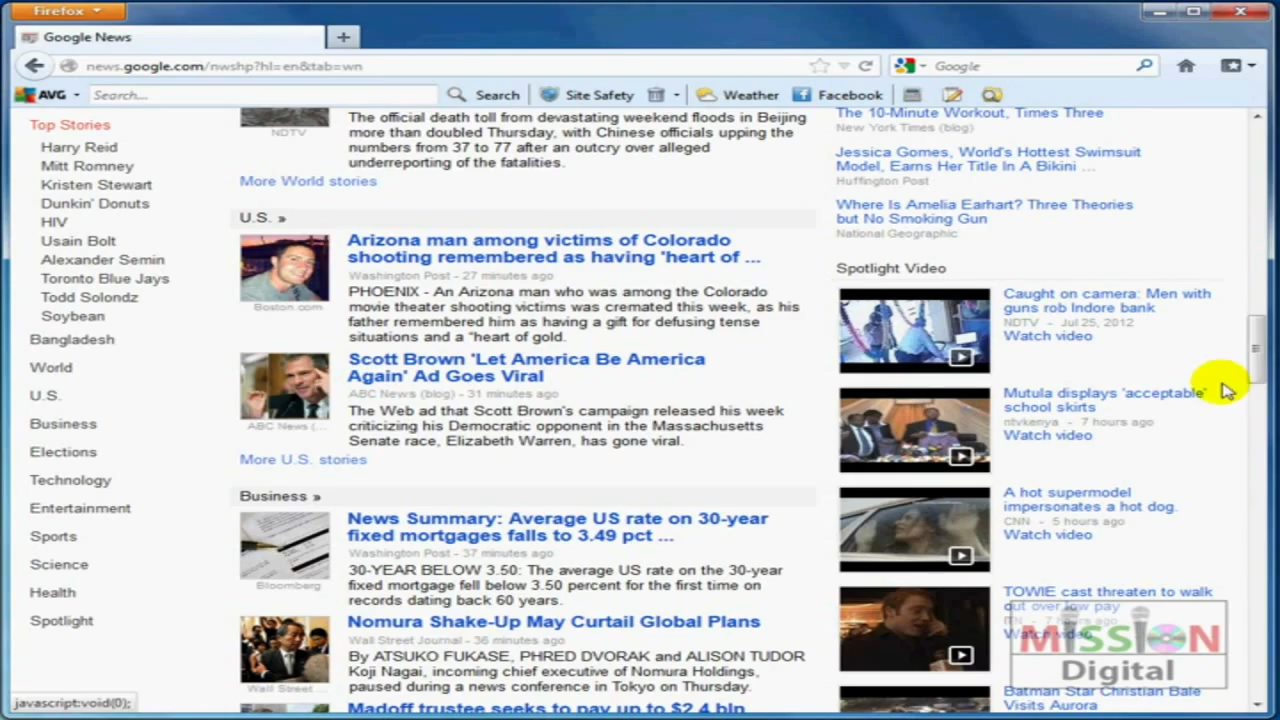 Firefox
Google News
news.google.com/nwshp?hl=en&tab=wn
Google
AVG
Search...
Search
Site Safety
Weather
Facebook
Top Stories
Harry Reid
Mitt Romney
Kristen Stewart
Dunkin' Donuts
HIV
Usain Bolt
Alexander Semin
Toronto Blue Jays
Todd Solondz
Soybean
Bangladesh
World
U.S.
Business
Elections
Technology
Entertainment
Sports
Science
Health
Spotlight
NDTV
The official death toll from devastating weekend floods in Beijing
more than doubled Thursday, with Chinese officials upping the
numbers from 37 to 77 after an outcry over alleged
underreporting of the fatalities.
More World stories
U.S. »
Boston.com
Arizona man among victims of Colorado
shooting remembered as having 'heart of ...
Washington Post - 27 minutes ago
PHOENIX - An Arizona man who was among the Colorado
movie theater shooting victims was cremated this week, as his
father remembered him as having a gift for defusing tense
situations and a "heart of gold.
ABC News (...
Scott Brown 'Let America Be America
Again' Ad Goes Viral
ABC News (blog) - 31 minutes ago
The Web ad that Scott Brown's campaign released his week
criticizing his Democratic opponent in the Massachusetts
Senate race, Elizabeth Warren, has gone viral.
More U.S. stories
Business »
Bloomberg
News Summary: Average US rate on 30-year
fixed mortgages falls to 3.49 pct ...
Washington Post - 37 minutes ago
30-YEAR BELOW 3.50: The average US rate on the 30-year
fixed mortgage fell below 3.50 percent for the first time on
records dating back 60 years.
Wall Street ...
Nomura Shake-Up May Curtail Global Plans
Wall Street Journal - 36 minutes ago
By ATSUKO FUKASE, PHRED DVORAK and ALISON TUDOR
Koji Nagai, incoming chief executive of Nomura Holdings,
paused during a news conference in Tokyo on Thursday.
Madoff trustee seeks to pay up to $2.4 bln
The 10-Minute Workout, Times Three
New York Times (blog)
Jessica Gomes, World's Hottest Swimsuit
Model, Earns Her Title In A Bikini ...
Huffington Post
Where Is Amelia Earhart? Three Theories
but No Smoking Gun
National Geographic
Spotlight Video
Caught on camera: Men with
guns rob Indore bank
NDTV - Jul 25, 2012
Watch video
Mutula displays 'acceptable'
school skirts
ntvkenya - 7 hours ago
Watch video
A hot supermodel
impersonates a hot dog.
CNN - 5 hours ago
Watch video
TOWIE cast threaten to walk
out over low pay
ITN - 7 hours ago
Watch video
Batman Star Christian Bale
Visits Aurora
MISSION
Digital
javascript:void(0);